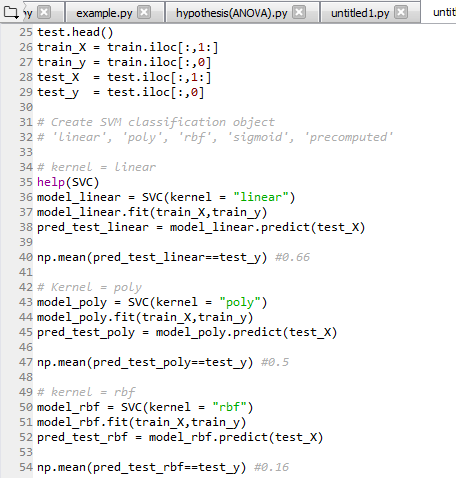 y example.py hypothesis(ANOVA).py untitled1.py untit
25 test.head()
26 train_X = train.iloc[:,1:]
27 train_y = train.iloc[:,0]
28 test_X  = test.iloc[:,1:]
29 test_y  = test.iloc[:,0]
30
31 # Create SVM classification object
32 # 'linear', 'poly', 'rbf', 'sigmoid', 'precomputed'
33
34 # kernel = linear
35 help(SVC)
36 model_linear = SVC(kernel = "linear")
37 model_linear.fit(train_X,train_y)
38 pred_test_linear = model_linear.predict(test_X)
39
40 np.mean(pred_test_linear==test_y) #0.66
41
42 # Kernel = poly
43 model_poly = SVC(kernel = "poly")
44 model_poly.fit(train_X,train_y)
45 pred_test_poly = model_poly.predict(test_X)
46
47 np.mean(pred_test_poly==test_y) #0.5
48
49 # kernel = rbf
50 model_rbf = SVC(kernel = "rbf")
51 model_rbf.fit(train_X,train_y)
52 pred_test_rbf = model_rbf.predict(test_X)
53
54 np.mean(pred_test_rbf==test_y) #0.16